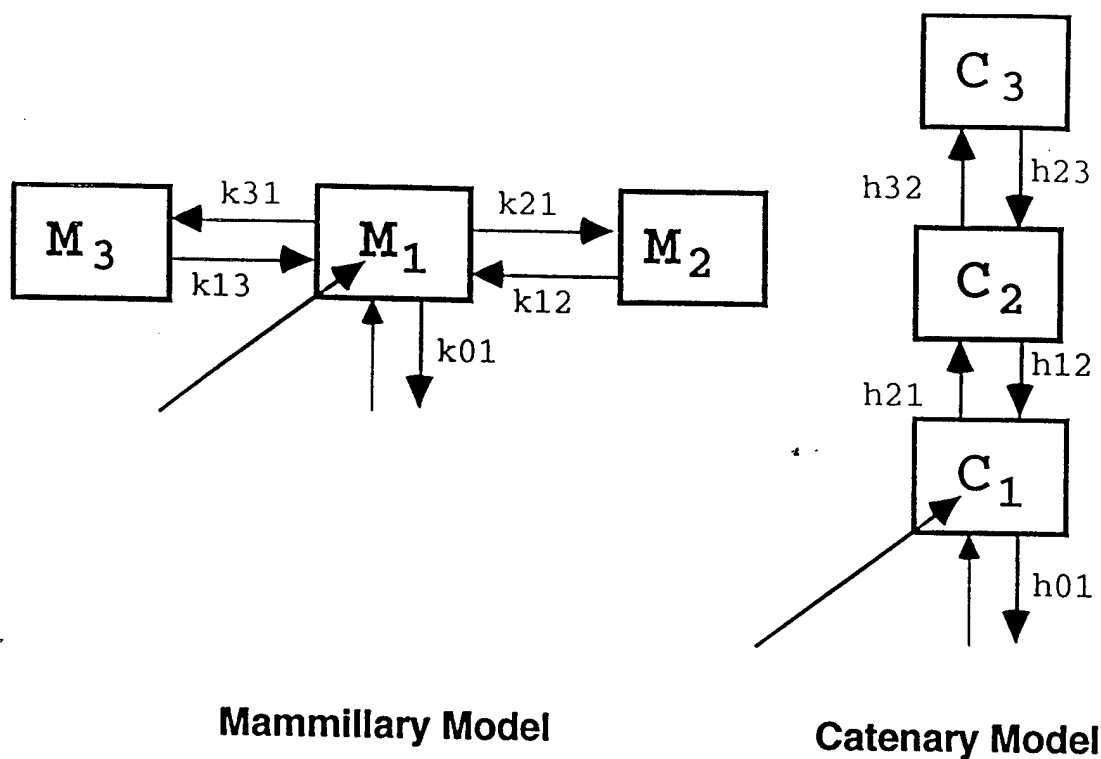 C3
k31
k21
h32
h23
M3
M1
M2
k13
k12
C2
k01
h21
h12
C1
h01
Mammillary Model
Catenary Model